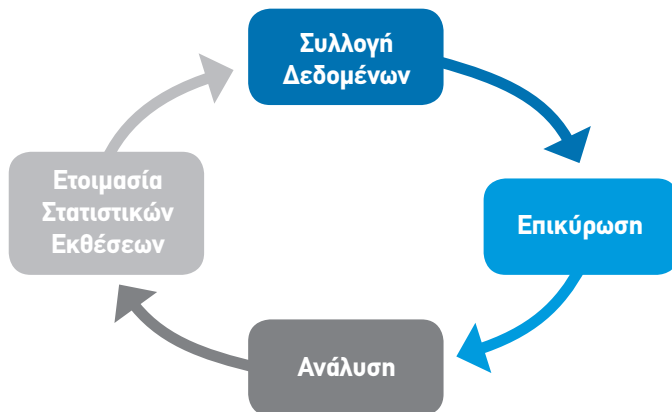 Συλλογή
Δεδομένων
Επικύρωση
Ανάλυση
Ετοιμασία
Στατιστικών
Εκθέσεων